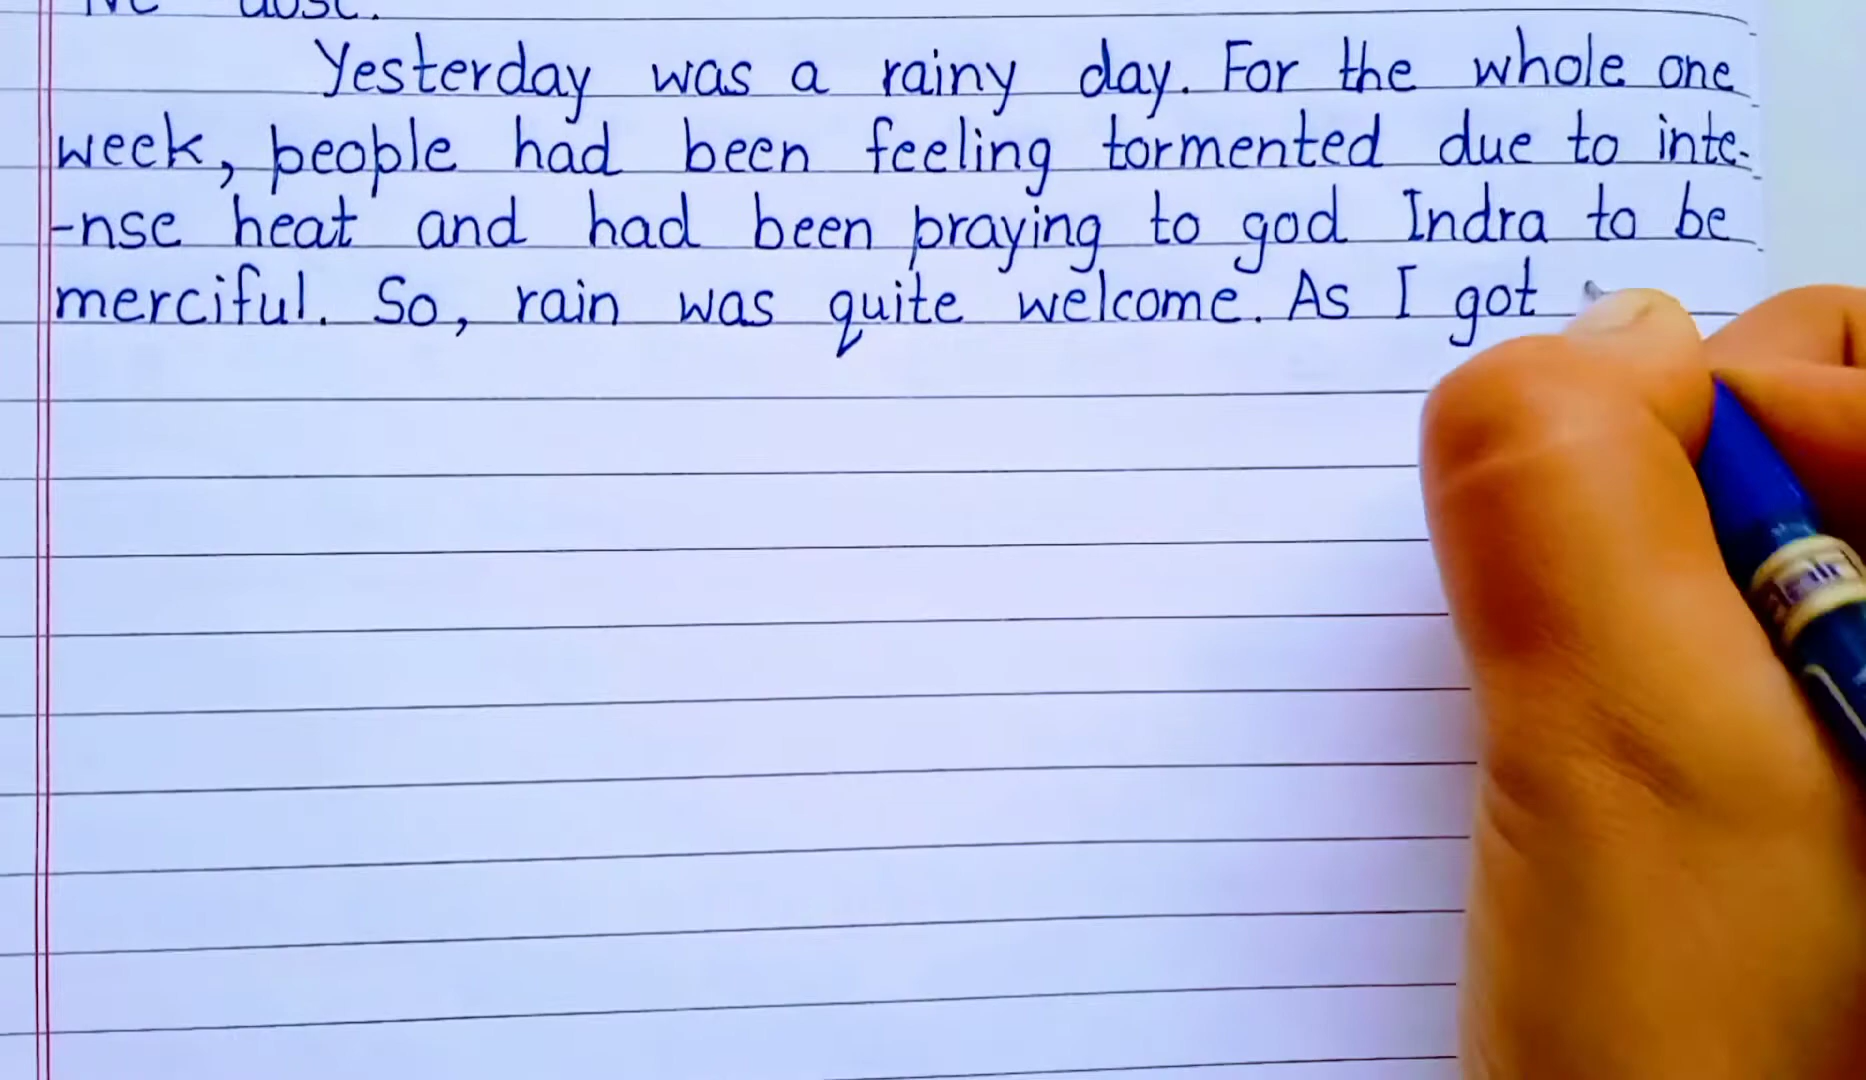 Yesterday was a rainy day. For the whole one
week, people had been feeling tormented due to inte-
-nse heat and had been praying to god Indra to be
merciful. So, rain was quite welcome. As I got